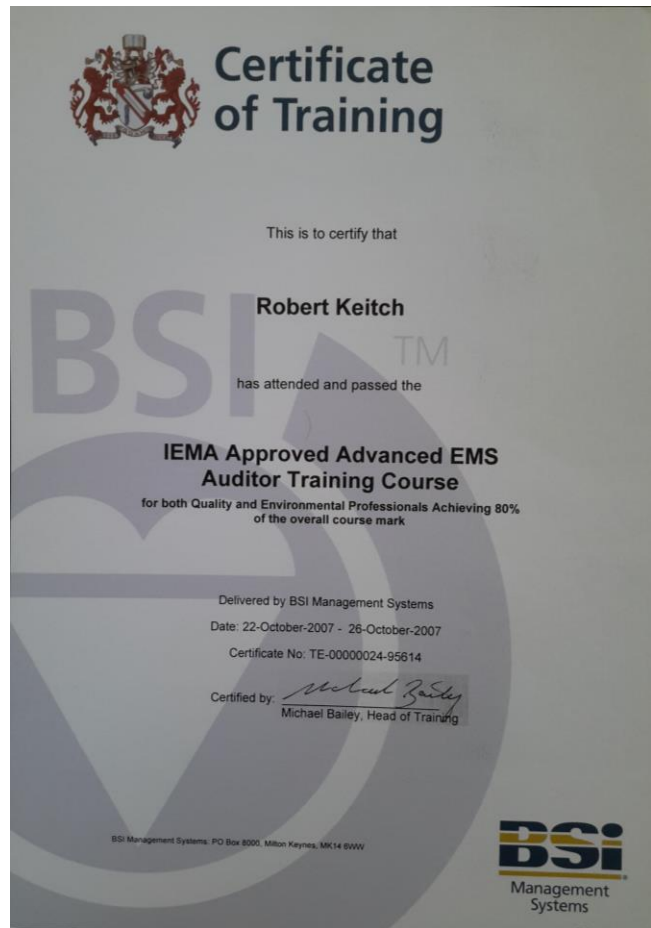 Certificate
of Training
This is to certify that
Robert Keitch
BSI
TM
has attended and passed the
IEMA Approved Advanced EMS
Auditor Training Course
for both Quality and Environmental Professionals Achieving 80%
of the overall course mark
Delivered by BSI Management Systems
Date: 22-October-2007 - 26-October-2007
Certificate No: TE-00000024-95614
Certified by: Michael Bailey
Michael Bailey, Head of Training
BSI Management Systems: PO Box 8000, Milton Keynes, MK14 6WW
BSi
Management
Systems